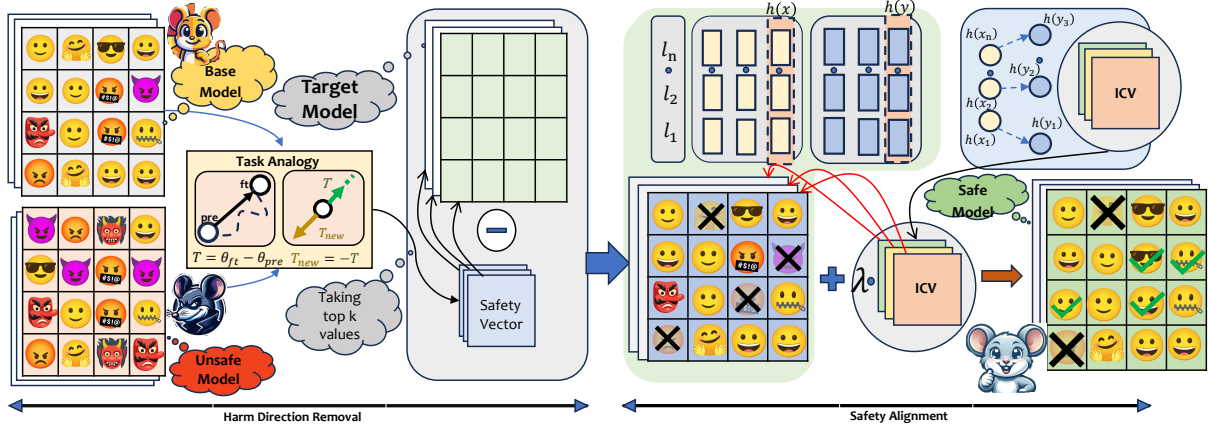 Base
Model
Target
Model
Task Analogy
ft
pre
T
T_new
T = θ_ft − θ_pre
T_new = −T
Taking
top k
values
Unsafe
Model
−
Safety
Vector
Harm Direction Removal
h(x)
h(y)
l_n
l_2
l_1
h(x_n)
h(x_2)
h(x_1)
h(y_3)
h(y_2)
h(y_1)
ICV
Safe
Model
+
λ
ICV
#$!@
#$!@
#$!@
#$!@
#$!@
Safety Alignment